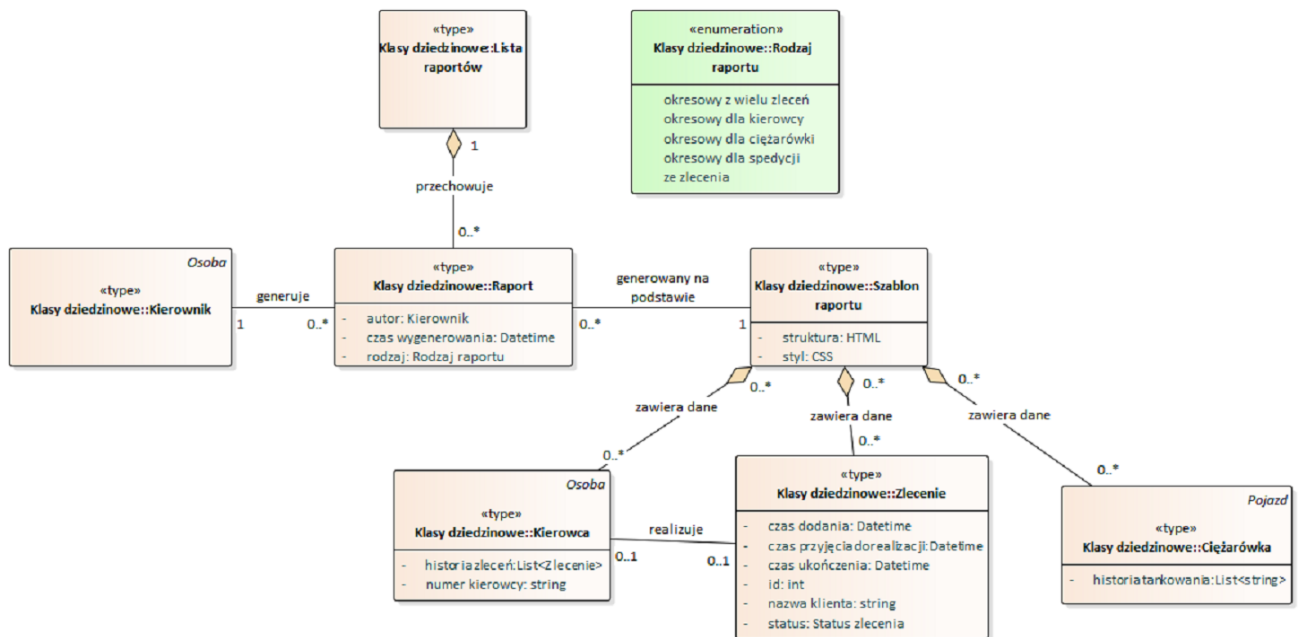 «type»
Klasy dziedzinowe::Lista
raportów
1
przechowuje
0..*
«enumeration»
Klasy dziedzinowe::Rodzaj
raportu
okresowy z wielu zleceń
okresowy dla kierowcy
okresowy dla ciężarówki
okresowy dla spedycji
ze zlecenia
Osoba
«type»
Klasy dziedzinowe::Kierownik
generuje
1
0..*
«type»
Klasy dziedzinowe::Raport
- autor: Kierownik
- czas wygenerowania: Datetime
- rodzaj: Rodzaj raportu
generowany na
podstawie
0..*
1
«type»
Klasy dziedzinowe::Szablon
raportu
- struktura: HTML
- styl: CSS
0..*
zawiera dane
0..*
0..*
zawiera dane
0..*
0..*
zawiera dane
0..*
Osoba
«type»
Klasy dziedzinowe::Kierowca
- historia zleceń: List<Zlecenie>
- numer kierowcy: string
realizuje
0..1
0..1
«type»
Klasy dziedzinowe::Zlecenie
- czas dodania: Datetime
- czas przyjęcia do realizacji: Datetime
- czas ukończenia: Datetime
- id: int
- nazwa klienta: string
- status: Status zlecenia
Pojazd
«type»
Klasy dziedzinowe::Ciężarówka
- historia tankowania: List<string>